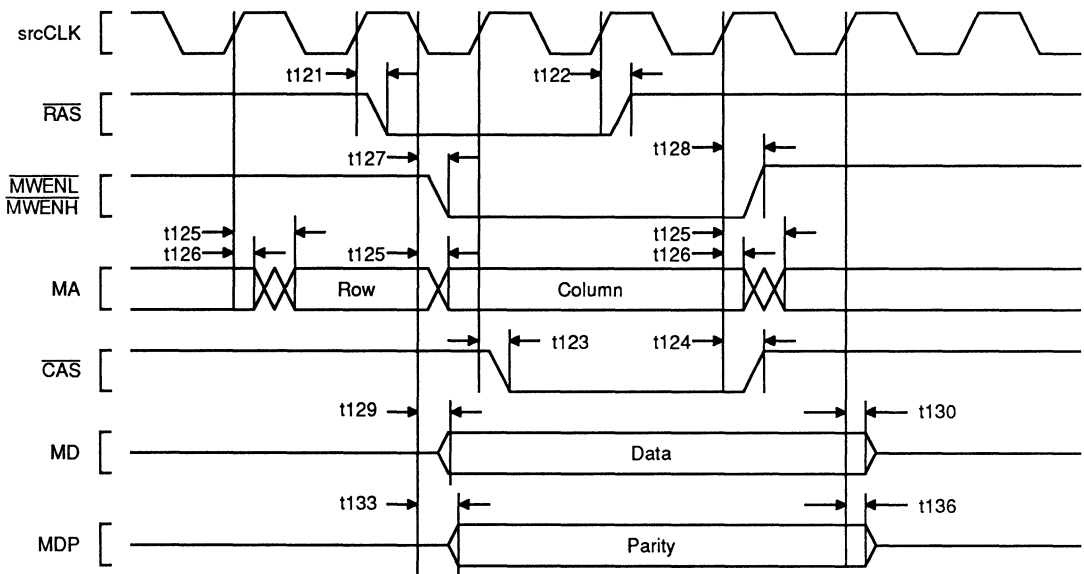 srcCLK
t121
t122
RAS
t127
t128
MWENL
MWENH
t125
t126
t125
t125
t126
MA
Row
Column
t123
t124
CAS
t129
t130
MD
Data
t133
t136
MDP
Parity